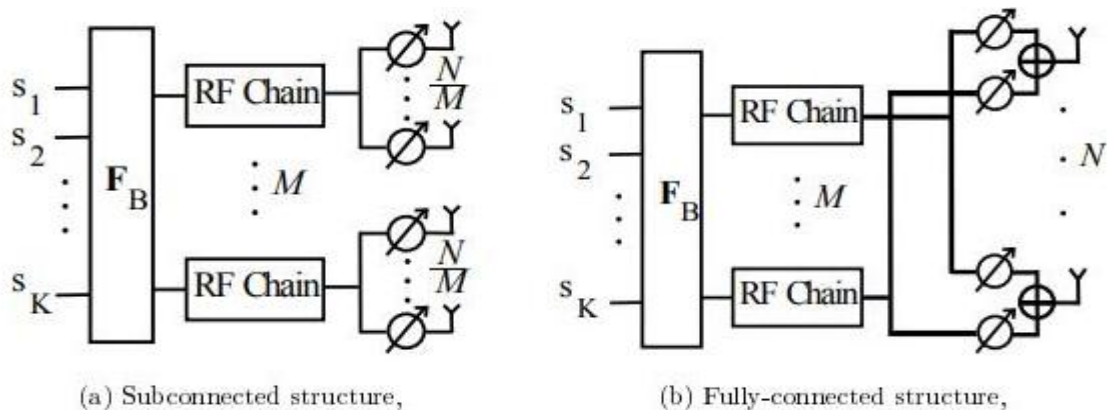 s1
s2
sK
FB
RF Chain
M
RF Chain
N/M
N/M
(a) Subconnected structure,
s1
s2
sK
FB
RF Chain
M
RF Chain
N
(b) Fully-connected structure,